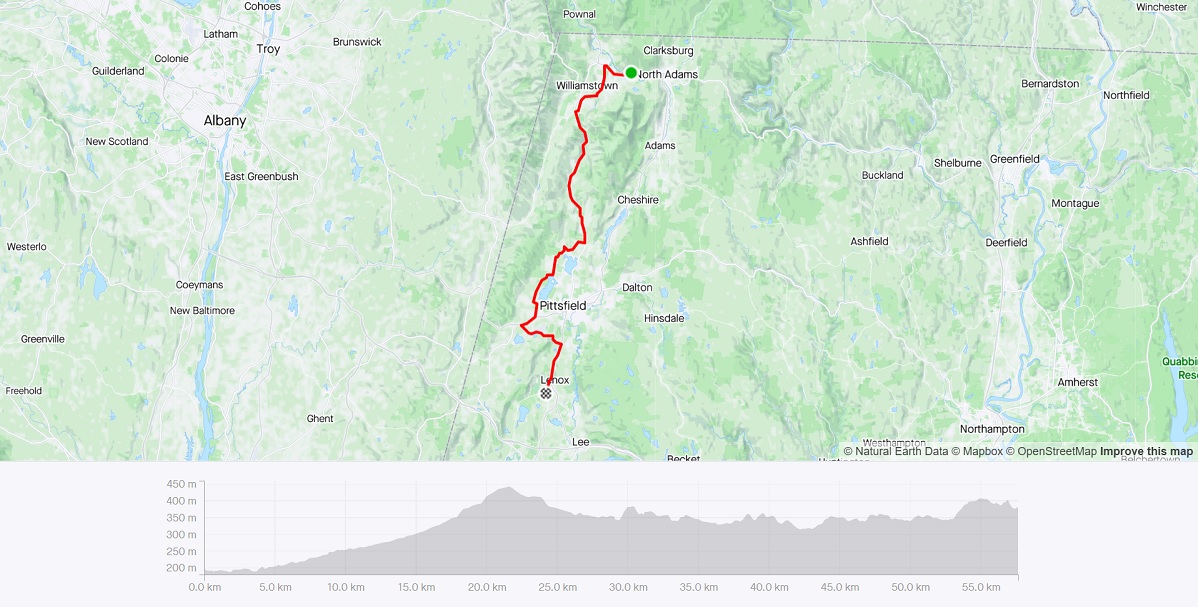 Cohoes
Pownal
Winchester
Latham
Troy
Brunswick
Clarksburg
Colonie
Guilderland
North Adams
Williamstown
Bernardston
Northfield
Albany
New Scotland
Adams
Shelburne
Greenfield
East Greenbush
Buckland
Cheshire
Montague
Westerlo
Ashfield
Deerfield
Coeymans
Dalton
New Baltimore
Pittsfield
Hinsdale
Greenville
Quabbi
Res
Lenox
Amherst
Freehold
Ghent
Northampton
Lee
Westhampton
© Natural Earth Data © Mapbox © OpenStreetMap Improve this map
Becket
450 m
400 m
350 m
300 m
250 m
200 m
0.0 km 5.0 km 10.0 km 15.0 km 20.0 km 25.0 km 30.0 km 35.0 km 40.0 km 45.0 km 50.0 km 55.0 km